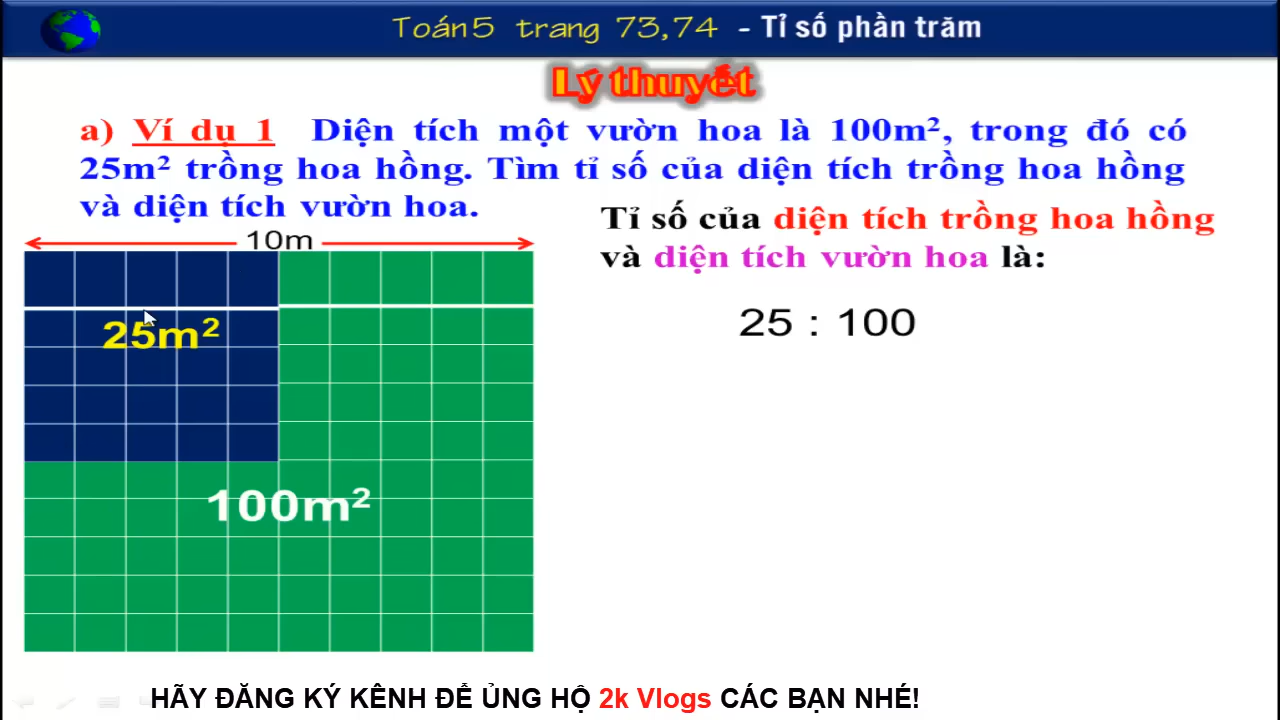 Toán 5 trang 73,74 - Tỉ số phần trăm
Lý thuyết
a) Ví dụ 1 Diện tích một vườn hoa là 100m², trong đó có
25m² trồng hoa hồng. Tìm tỉ số của diện tích trồng hoa hồng
và diện tích vườn hoa.
Tỉ số của diện tích trồng hoa hồng
và diện tích vườn hoa là:
10m
25m²
25 : 100
100m²
HÃY ĐĂNG KÝ KÊNH ĐỂ ỦNG HỘ 2k Vlogs CÁC BẠN NHÉ!